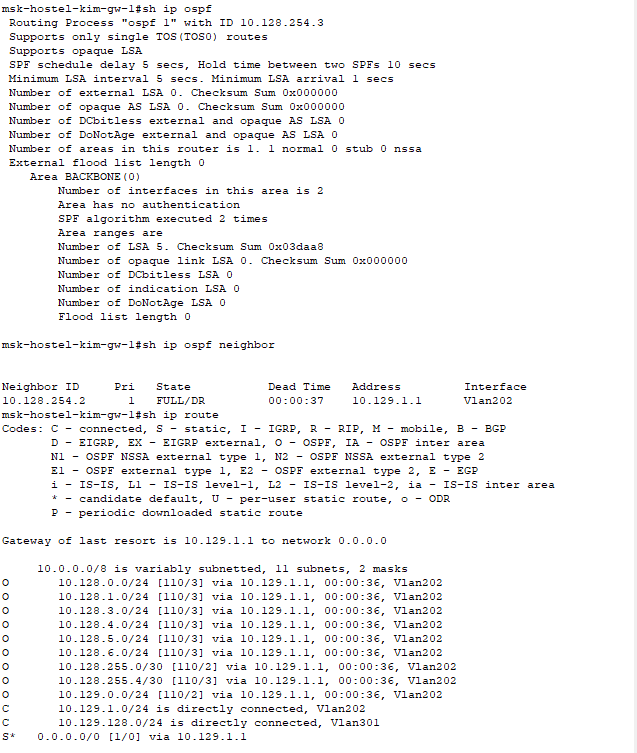 msk-hostel-kim-gw-1#sh ip ospf
Routing Process "ospf 1" with ID 10.128.254.3
Supports only single TOS(TOS0) routes
Supports opaque LSA
SPF schedule delay 5 secs, Hold time between two SPFs 10 secs
Minimum LSA interval 5 secs. Minimum LSA arrival 1 secs
Number of external LSA 0. Checksum Sum 0x000000
Number of opaque AS LSA 0. Checksum Sum 0x000000
Number of DCbitless external and opaque AS LSA 0
Number of DoNotAge external and opaque AS LSA 0
Number of areas in this router is 1. 1 normal 0 stub 0 nssa
External flood list length 0
Area BACKBONE(0)
Number of interfaces in this area is 2
Area has no authentication
SPF algorithm executed 2 times
Area ranges are
Number of LSA 5. Checksum Sum 0x03daa8
Number of opaque link LSA 0. Checksum Sum 0x000000
Number of DCbitless LSA 0
Number of indication LSA 0
Number of DoNotAge LSA 0
Flood list length 0
msk-hostel-kim-gw-1#sh ip ospf neighbor
Neighbor ID Pri State Dead Time Address Interface
10.128.254.2 1 FULL/DR 00:00:37 10.129.1.1 Vlan202
msk-hostel-kim-gw-1#sh ip route
Codes: C - connected, S - static, I - IGRP, R - RIP, M - mobile, B - BGP
D - EIGRP, EX - EIGRP external, O - OSPF, IA - OSPF inter area
N1 - OSPF NSSA external type 1, N2 - OSPF NSSA external type 2
E1 - OSPF external type 1, E2 - OSPF external type 2, E - EGP
i - IS-IS, L1 - IS-IS level-1, L2 - IS-IS level-2, ia - IS-IS inter area
* - candidate default, U - per-user static route, o - ODR
P - periodic downloaded static route
Gateway of last resort is 10.129.1.1 to network 0.0.0.0
10.0.0.0/8 is variably subnetted, 11 subnets, 2 masks
O 10.128.0.0/24 [110/3] via 10.129.1.1, 00:00:36, Vlan202
O 10.128.1.0/24 [110/3] via 10.129.1.1, 00:00:36, Vlan202
O 10.128.3.0/24 [110/3] via 10.129.1.1, 00:00:36, Vlan202
O 10.128.4.0/24 [110/3] via 10.129.1.1, 00:00:36, Vlan202
O 10.128.5.0/24 [110/3] via 10.129.1.1, 00:00:36, Vlan202
O 10.128.6.0/24 [110/3] via 10.129.1.1, 00:00:36, Vlan202
O 10.128.255.0/30 [110/2] via 10.129.1.1, 00:00:36, Vlan202
O 10.128.255.4/30 [110/3] via 10.129.1.1, 00:00:36, Vlan202
O 10.129.0.0/24 [110/2] via 10.129.1.1, 00:00:36, Vlan202
C 10.129.1.0/24 is directly connected, Vlan202
C 10.129.128.0/24 is directly connected, Vlan301
S* 0.0.0.0/0 [1/0] via 10.129.1.1